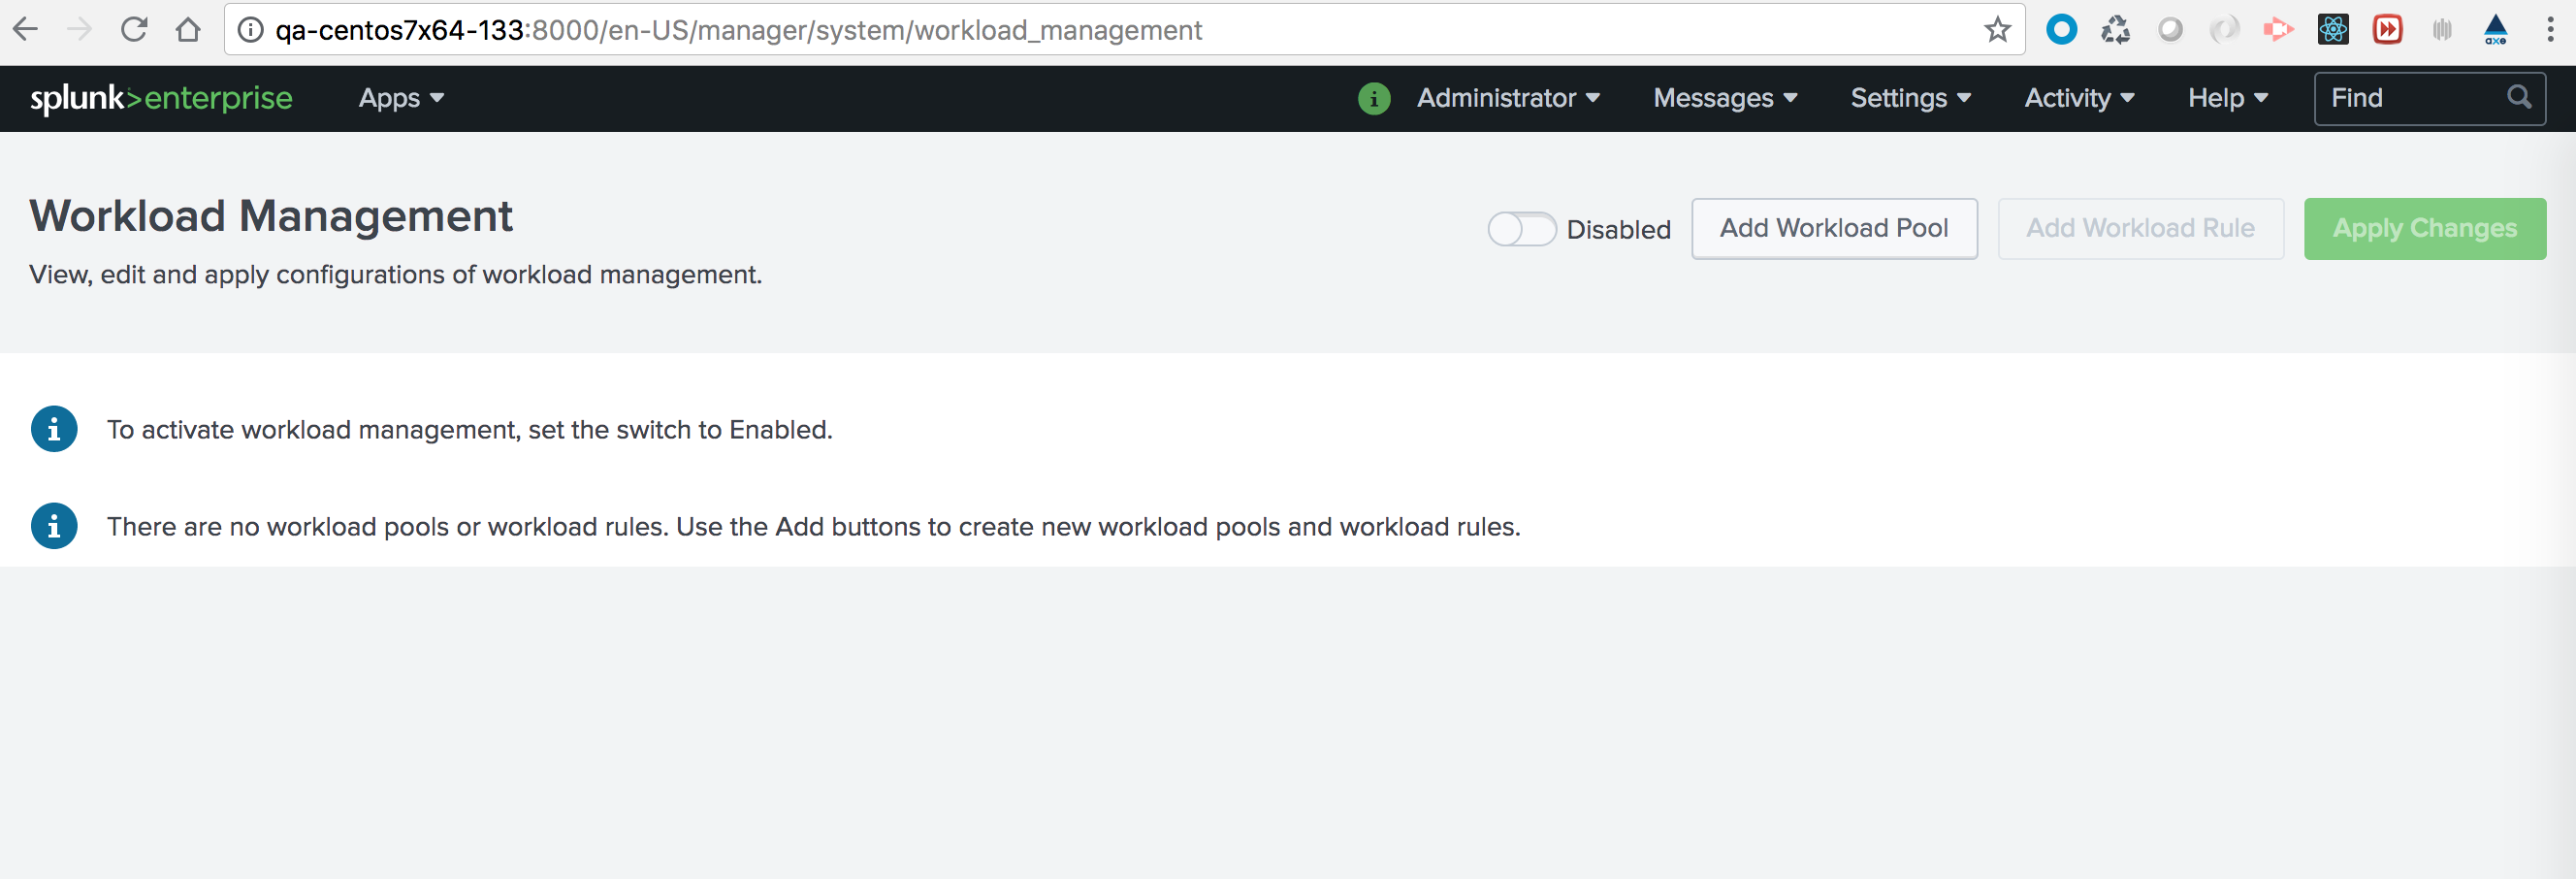 qa-centos7x64-133:8000/en-US/manager/system/workload_management
axe
splunk>enterprise Apps Administrator Messages Settings Activity Help Find
Workload Management
Disabled Add Workload Pool Add Workload Rule Apply Changes
View, edit and apply configurations of workload management.
To activate workload management, set the switch to Enabled.
There are no workload pools or workload rules. Use the Add buttons to create new workload pools and workload rules.